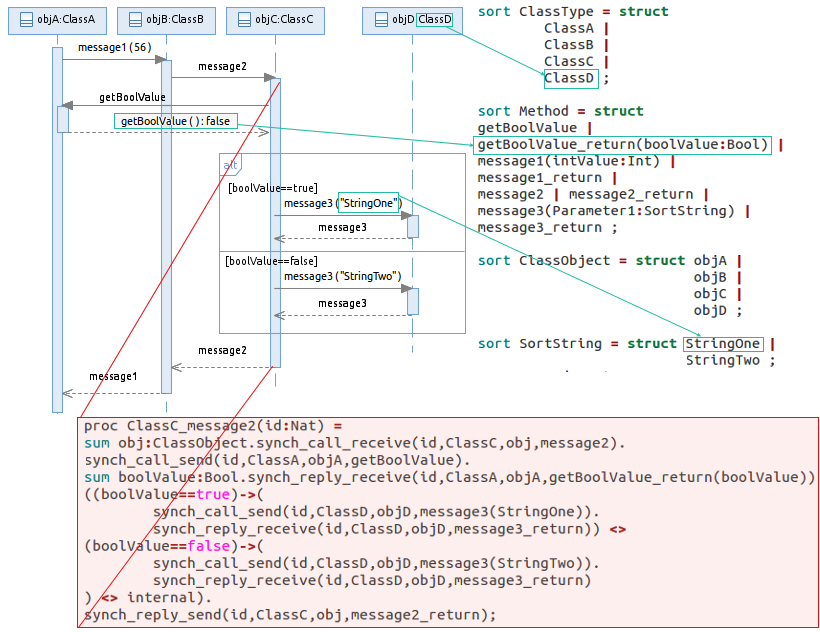 objA:ClassA
objB:ClassB
objC:ClassC
objD ClassD
message1 (56)
message2
getBoolValue
getBoolValue ( ) : false
alt
[boolValue==true]
message3 ("StringOne")
message3
[boolValue==false]
message3 ("StringTwo")
message3
message2
message1
sort ClassType = struct
ClassA |
ClassB |
ClassC |
ClassD ;
sort Method = struct
getBoolValue |
getBoolValue_return(boolValue:Bool) |
message1(intValue:Int) |
message1_return |
message2 | message2_return |
message3(Parameter1:SortString) |
message3_return ;
sort ClassObject = struct objA |
objB |
objC |
objD ;
sort SortString = struct StringOne |
StringTwo ;
proc ClassC_message2(id:Nat) =
sum obj:ClassObject.synch_call_receive(id,ClassC,obj,message2).
synch_call_send(id,ClassA,objA,getBoolValue).
sum boolValue:Bool.synch_reply_receive(id,ClassA,objA,getBoolValue_return(boolValue))
((boolValue==true)->(
synch_call_send(id,ClassD,objD,message3(StringOne)).
synch_reply_receive(id,ClassD,objD,message3_return)) <>
(boolValue==false)->(
synch_call_send(id,ClassD,objD,message3(StringTwo)).
synch_reply_receive(id,ClassD,objD,message3_return)
) <> internal).
synch_reply_send(id,ClassC,obj,message2_return);